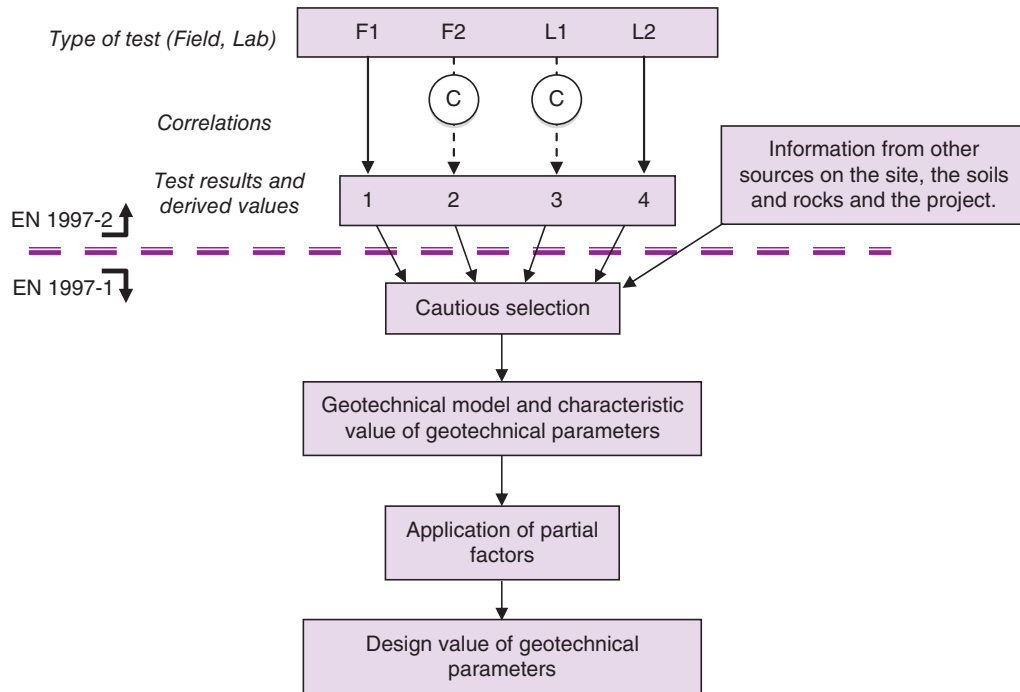 Type of test (Field, Lab)
F1 F2 L1 L2
C C
Correlations
Test results and
derived values
1 2 3 4
Information from other
sources on the site, the soils
and rocks and the project.
EN 1997-2
EN 1997-1
Cautious selection
Geotechnical model and characteristic
value of geotechnical parameters
Application of partial
factors
Design value of geotechnical
parameters